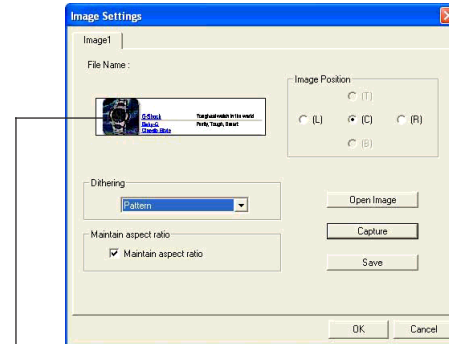 Image Settings
Image1
File Name :
Image Position
(T)
G-Shock
Toughest watch in the world
(L)
(C)
(R)
Baby-G
Pretty, Tough, Smart
(B)
Dithering
Pattern
Open Image
Maintain aspect ratio
Capture
Maintain aspect ratio
Save
OK
Cancel